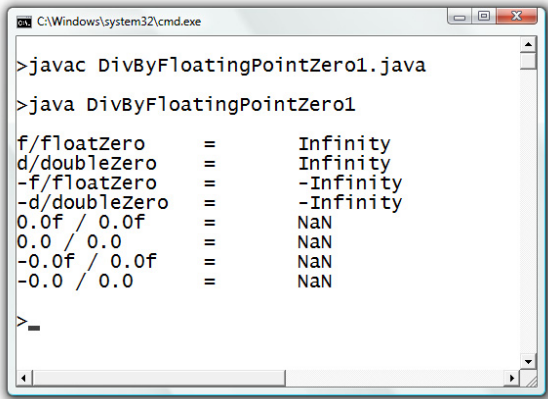 C:\Windows\system32\cmd.exe
>javac DivByFloatingPointZero1.java
>java DivByFloatingPointZero1
f/floatZero = Infinity
d/doubleZero = Infinity
-f/floatZero = -Infinity
-d/doubleZero = -Infinity
0.0f / 0.0f = NaN
0.0 / 0.0 = NaN
-0.0f / 0.0f = NaN
-0.0 / 0.0 = NaN
>_